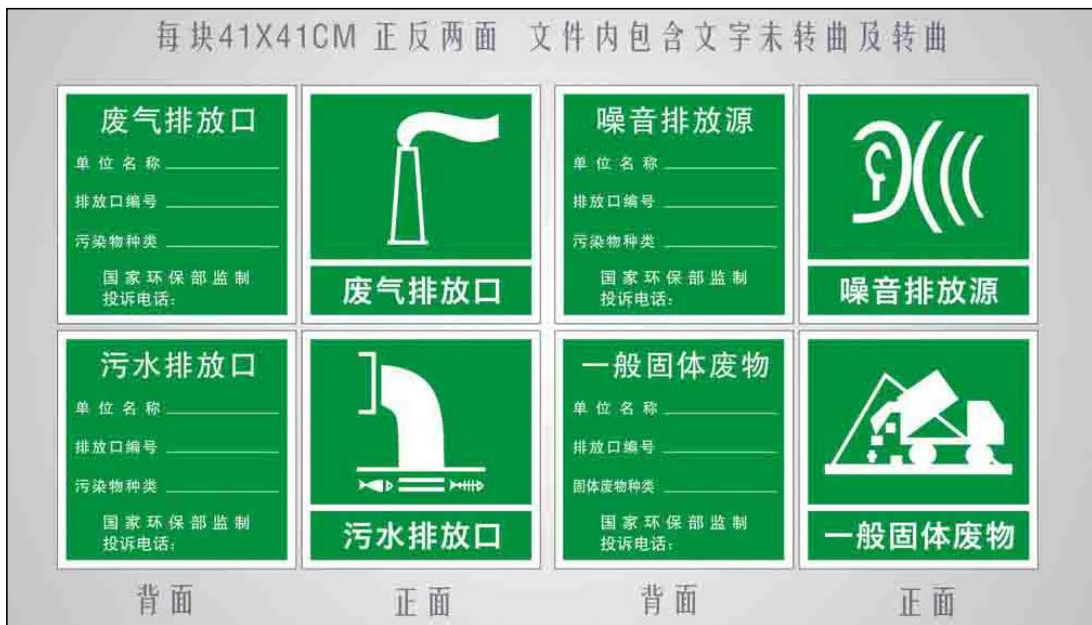 每块41X41CM 正反两面 文件内包含文字未转曲及转曲
废气排放口
单位名称
排放口编号
污染物种类
国家环保部监制
投诉电话:
废气排放口
噪音排放源
单位名称
排放口编号
污染物种类
国家环保部监制
投诉电话:
噪音排放源
污水排放口
单位名称
排放口编号
污染物种类
国家环保部监制
投诉电话:
污水排放口
一般固体废物
单位名称
排放口编号
固体废物种类
国家环保部监制
投诉电话:
一般固体废物
背面
正面
背面
正面